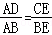 AD/AB = CE/BE